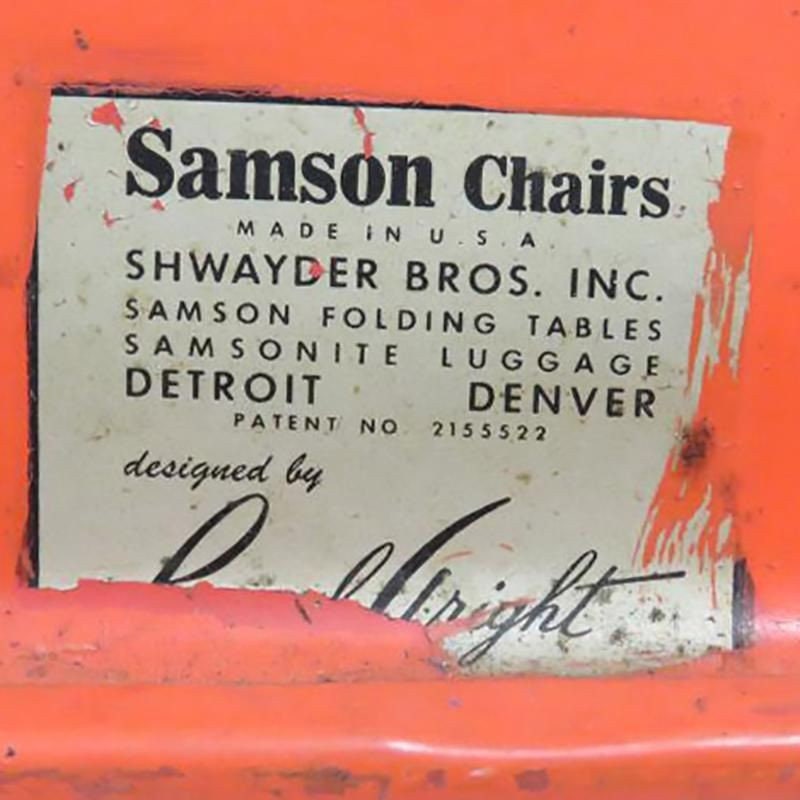 Samson Chairs
MADE IN U.S.A.
SHWAYDER BROS. INC.
SAMSON FOLDING TABLES
SAMSONITE LUGGAGE
DETROIT DENVER
PATENT NO. 2155522
designed by
Wright